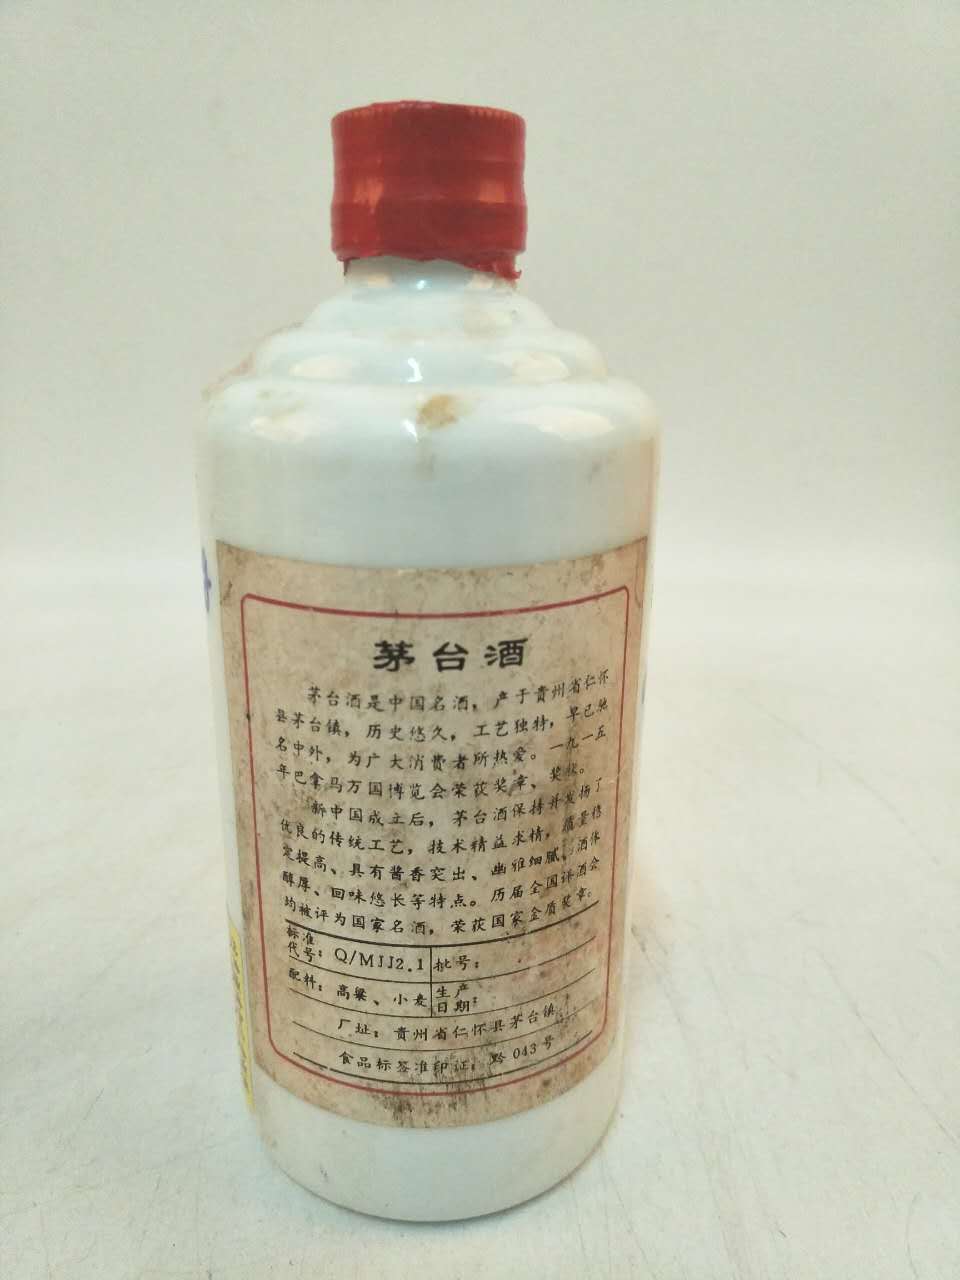 茅台酒
茅台酒是中国名酒，产于贵州省仁怀
县茅台镇，历史悠久，工艺独特，早已驰
名中外，为广大消费者所热爱。一九一五
年巴拿马万国博览会荣获奖章、奖状。
新中国成立后，茅台酒保持并发扬了
优良的传统工艺，技术精益求精，质量稳
定提高、具有酱香突出、幽雅细腻、酒体
醇厚、回味悠长等特点。历届全国评酒会
均被评为国家名酒，荣获国家金质奖章。
标准代号：Q/MJJ2.1 批号：
配料：高粱、小麦 生产日期：
厂址：贵州省仁怀县茅台镇
食品标签准印证：黔043号